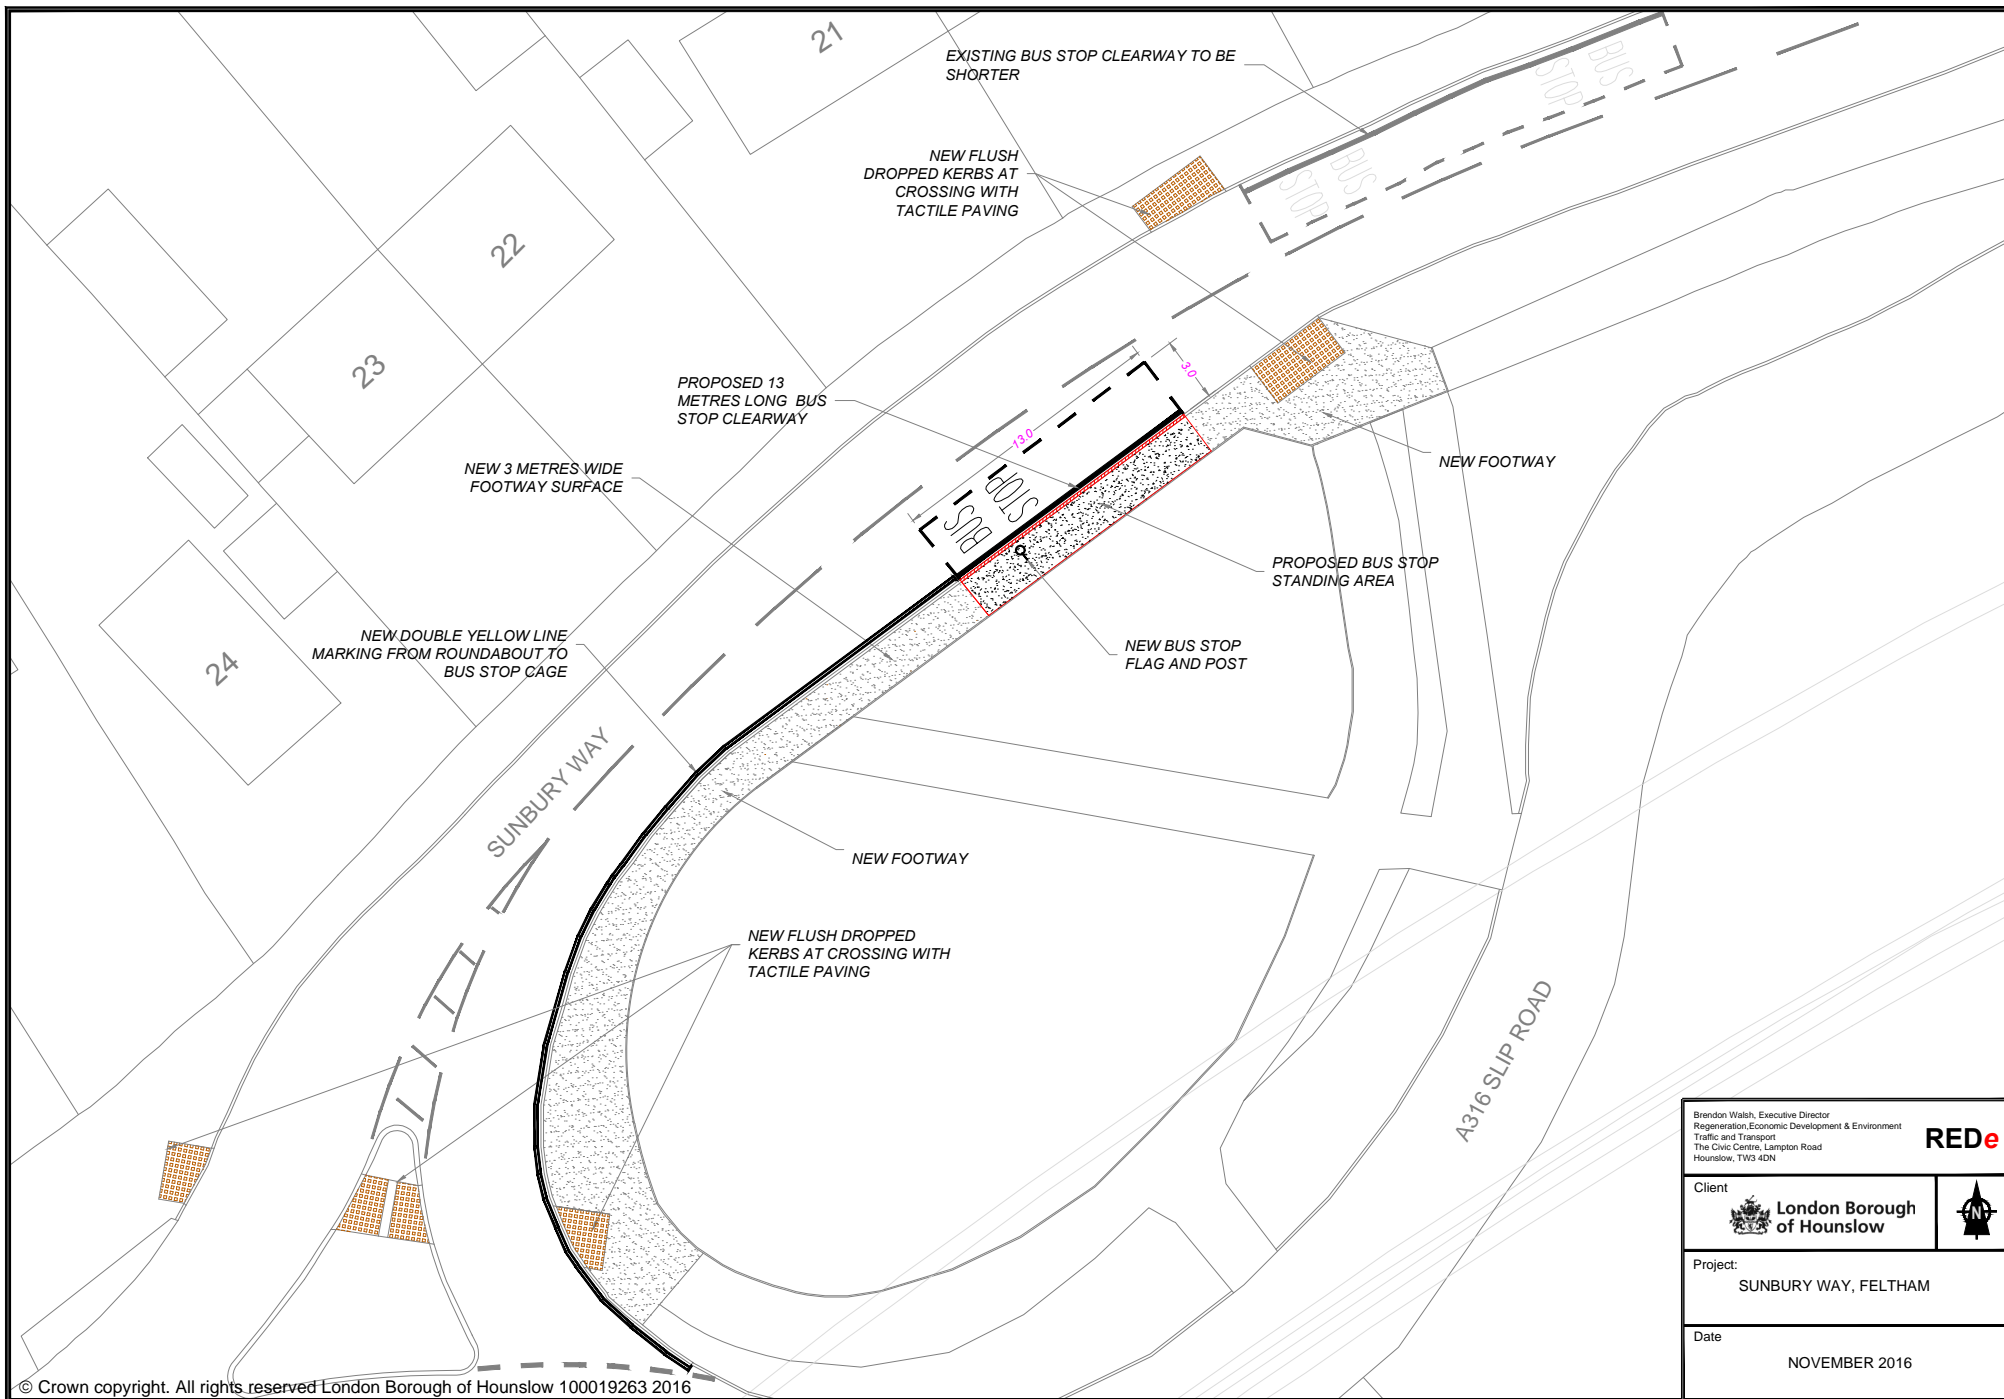 21
EXISTING BUS STOP CLEARWAY TO BE
SHORTER
BUS
STOP
NEW FLUSH
DROPPED KERBS AT
CROSSING WITH
TACTILE PAVING
BUS
STOP
22
23
3.0
PROPOSED 13
METRES LONG BUS
STOP CLEARWAY
13.0
NEW 3 METRES WIDE
FOOTWAY SURFACE
NEW FOOTWAY
BUS
STOP
PROPOSED BUS STOP
STANDING AREA
NEW DOUBLE YELLOW LINE
MARKING FROM ROUNDABOUT TO
BUS STOP CAGE
NEW BUS STOP
FLAG AND POST
24
SUNBURY WAY
NEW FOOTWAY
NEW FLUSH DROPPED
KERBS AT CROSSING WITH
TACTILE PAVING
A316 SLIP ROAD
Brendon Walsh, Executive Director
Regeneration,Economic Development & Environment
Traffic and Transport
The Civic Centre, Lampton Road
Hounslow, TW3 4DN
REDe
Client
London Borough
of Hounslow
N
Project:
SUNBURY WAY, FELTHAM
Date
NOVEMBER 2016
© Crown copyright. All rights reserved London Borough of Hounslow 100019263 2016